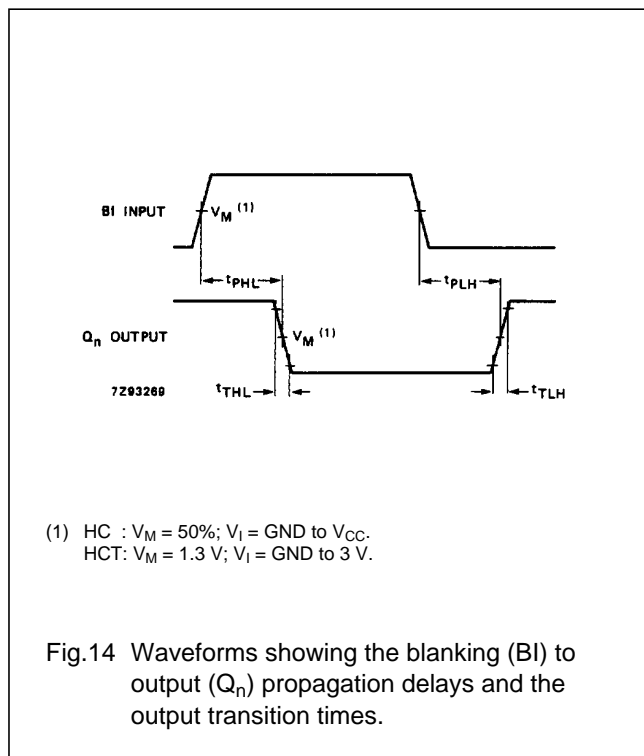 BI INPUT
V_M (1)
t_PHL
t_PLH
Q_n OUTPUT
V_M (1)
7Z93269
t_THL
t_TLH
(1) HC : V_M = 50%; V_I = GND to V_CC.
HCT: V_M = 1.3 V; V_I = GND to 3 V.
Fig.14 Waveforms showing the blanking (BI) to
output (Q_n) propagation delays and the
output transition times.